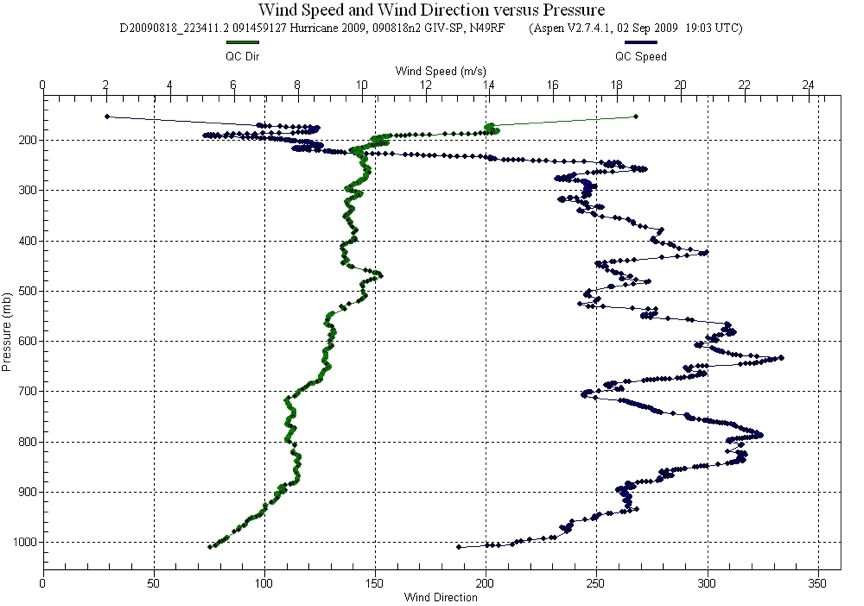 Wind Speed and Wind Direction versus Pressure
D20090818_223411.2 091459127 Hurricane 2009, 090818n2 GIV-SP, N49RF (Aspen V2.7.4.1, 02 Sep 2009 19:03 UTC)
QC Dir QC Speed
Wind Speed (m/s)
0 2 4 6 8 10 12 14 16 18 20 22 24
200
300
400
500
600
700
800
900
1000
Pressure (mb)
0 50 100 150 200 250 300 350
Wind Direction